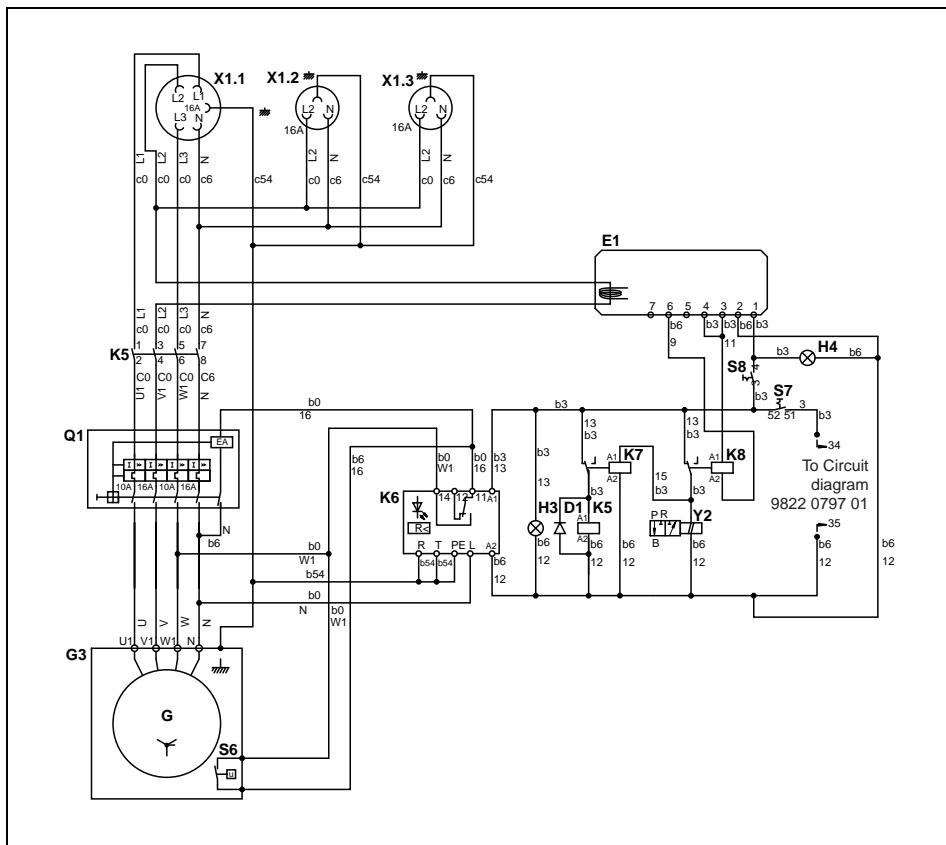 X1.1
X1.2
X1.3
L2 L1
16A
L3 N
L2 N
16A
L2 N
16A
L1 L2 L3 N
c0 c0 c0 c6
c54
L2 N
c0 c6
c54
L2 N
c0 c6
c54
E1
7 6 5 4 3 2 1
b6 b3 b3 b6 b3
9 11
L1 L2 L3 N
c0 c0 c0 c6
K5
1 3 5 7
2 4 6 8
C0 C0 C0 C6
U1 V1 W1 N
b3 H4 b6
S8
4
3
b3
S7
52 51 3
b3
34
To Circuit
diagram
9822 0797 01
35
b6
12
b6
12
b0
16
b3
Q1
EA
I I I I
10A 16A 10A 16A
N
b6
b6
16
b0
W1
b0
16
b3
13
K6
14 12 11 A1
R<
R T PE L A2
b54 b54
b6
12
b3
13
H3
b6
12
13
b3
b3
D1
K5
A1
A2
b6
12
K7
A1
A2
b6
12
15
b3
13
b3
b3
K8
A1
A2
Y2
P R
B
b6
12
b0
W1
b54
b0
N
b0
W1
U V W N
U1 V1 W1 N
G3
G
S6
u